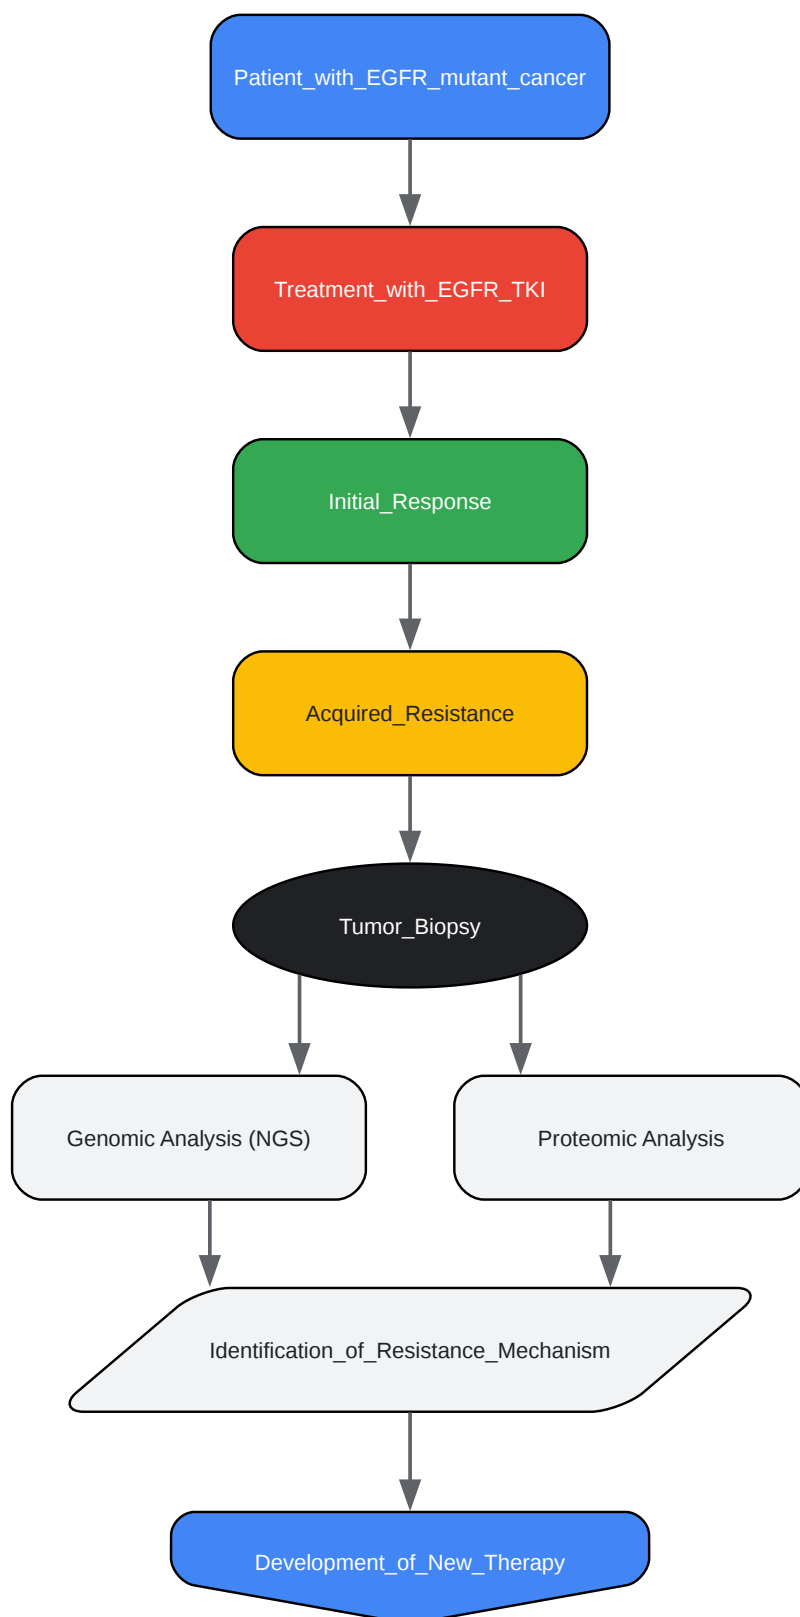 Patient_with_EGFR_mutant_cancer
Treatment_with_EGFR_TKI
Initial_Response
Acquired_Resistance
Tumor_Biopsy
Genomic Analysis (NGS)
Proteomic Analysis
Identification_of_Resistance_Mechanism
Development_of_New_Therapy